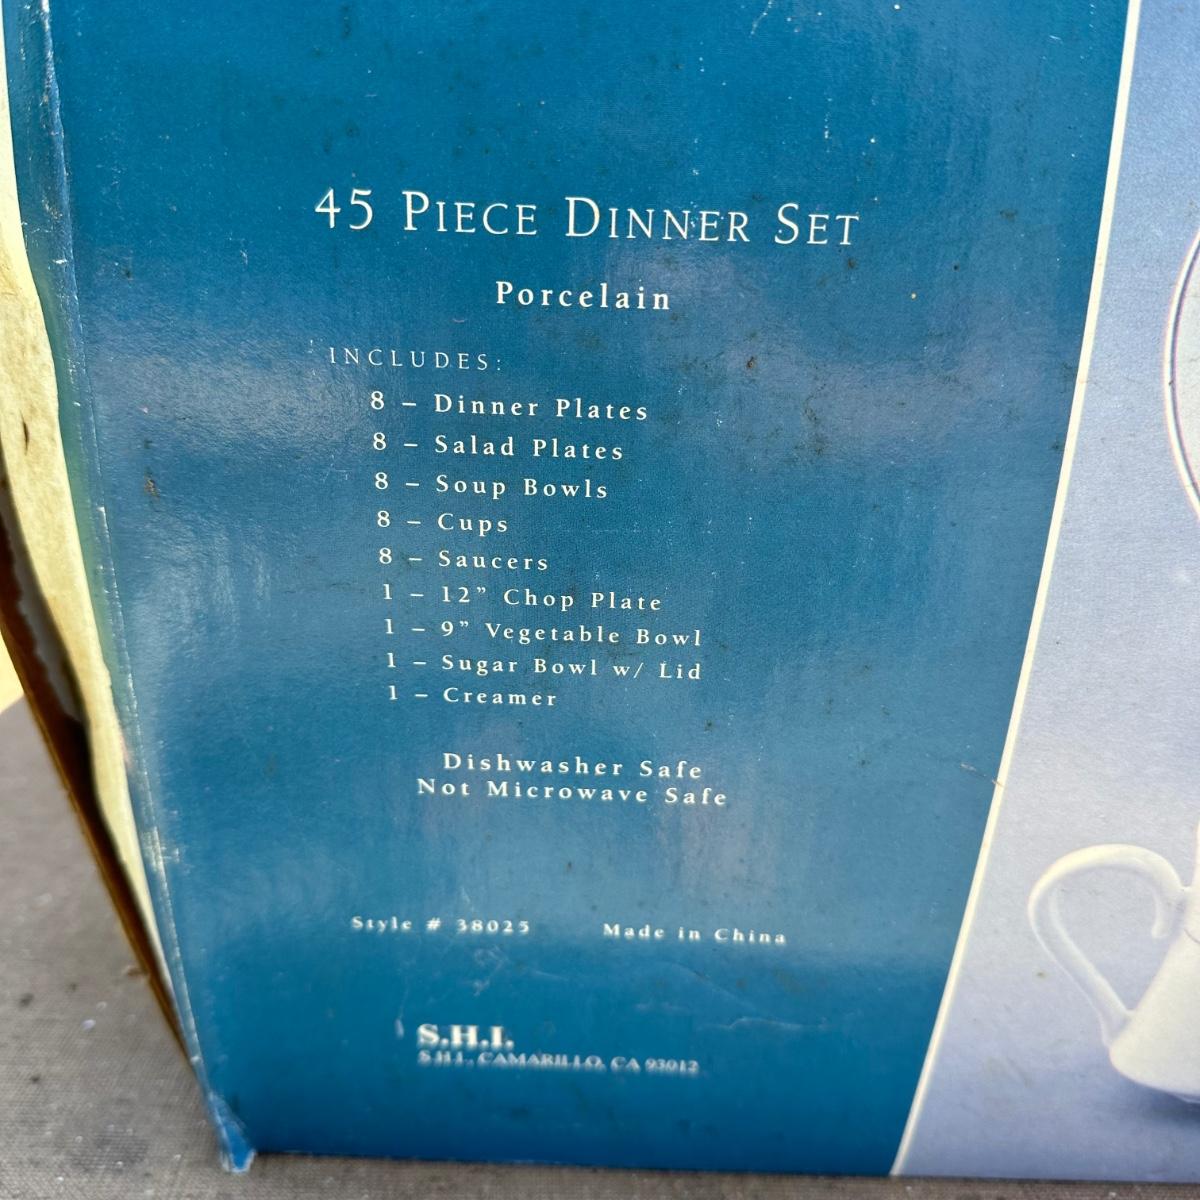 45 PIECE DINNER SET
Porcelain
INCLUDES:
8 – Dinner Plates
8 – Salad Plates
8 – Soup Bowls
8 – Cups
8 – Saucers
1 – 12” Chop Plate
1 – 9” Vegetable Bowl
1 – Sugar Bowl w/ Lid
1 – Creamer
Dishwasher Safe
Not Microwave Safe
Style # 38025 Made in China
S.H.I.
S.H.I., CAMARILLO, CA 93012